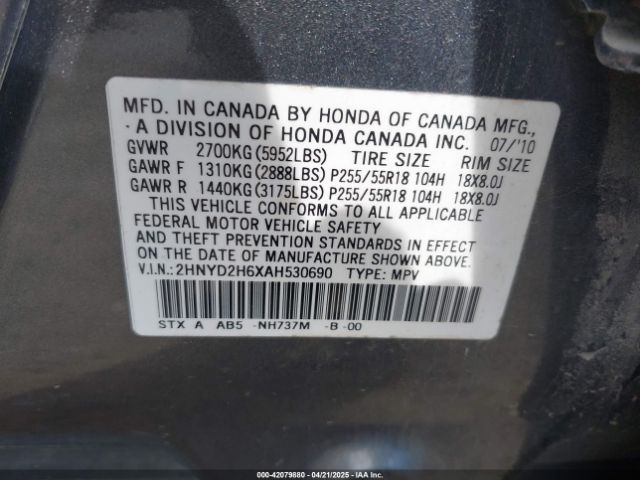 MFD. IN CANADA BY HONDA OF CANADA MFG.,
A DIVISION OF HONDA CANADA INC. 07/'10
GVWR 2700KG (5952LBS) TIRE SIZE RIM SIZE
GAWR F 1310KG (2888LBS) P255/55R18 104H 18X8.0J
GAWR R 1440KG (3175LBS) P255/55R18 104H 18X8.0J
THIS VEHICLE CONFORMS TO ALL APPLICABLE
FEDERAL MOTOR VEHICLE SAFETY
AND THEFT PREVENTION STANDARDS IN EFFECT
ON THE DATE OF MANUFACTURE SHOWN ABOVE.
V.I.N.: 2HNYD2H6XAH530690 TYPE: MPV
STX A AB5 -NH737M -B -00
000-42079880 - 04/21/2025 - IAA Inc.